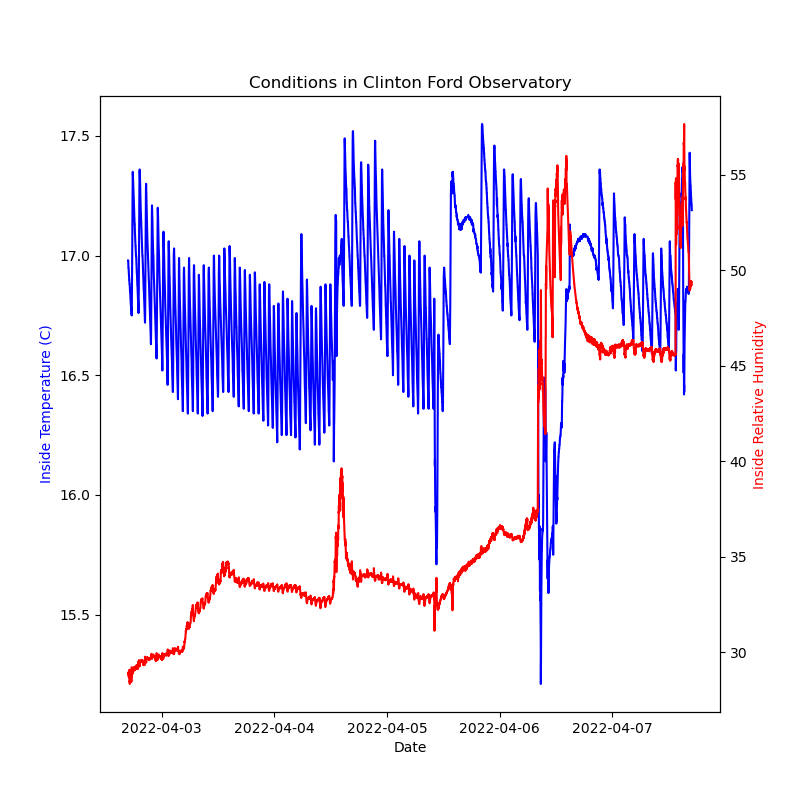 Conditions in Clinton Ford Observatory
17.5
17.0
16.5
16.0
15.5
Inside Temperature (C)
55
50
45
40
35
30
Inside Relative Humidity
2022-04-03 2022-04-04 2022-04-05 2022-04-06 2022-04-07
Date